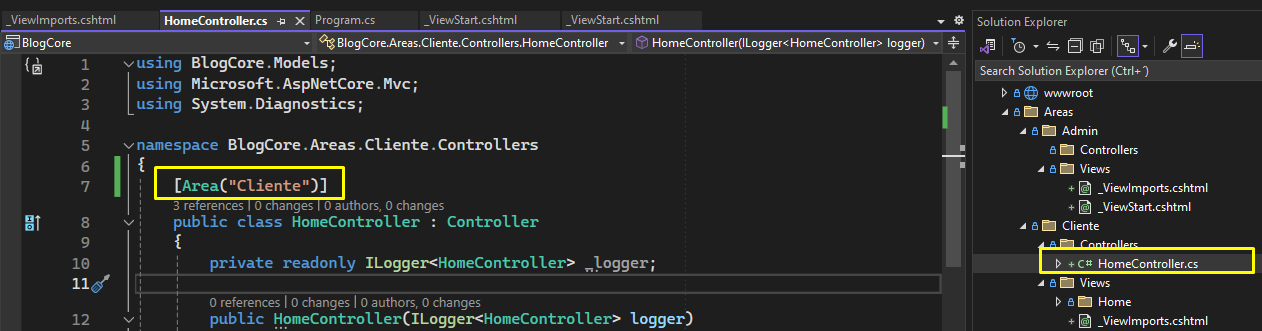 _ViewImports.cshtml HomeController.cs Program.cs _ViewStart.cshtml _ViewStart.cshtml
BlogCore BlogCore.Areas.Cliente.Controllers.HomeController HomeController(ILogger<HomeController> logger)
1 using BlogCore.Models;
2 using Microsoft.AspNetCore.Mvc;
3 using System.Diagnostics;
4
5 namespace BlogCore.Areas.Cliente.Controllers
6 {
7 [Area("Cliente")]
3 references | 0 changes | 0 authors, 0 changes
8 public class HomeController : Controller
9 {
10 private readonly ILogger<HomeController> _logger;
11
0 references | 0 changes | 0 authors, 0 changes
12 public HomeController(ILogger<HomeController> logger)
Solution Explorer
Search Solution Explorer (Ctrl+´)
wwwroot
Areas
Admin
Controllers
Views
_ViewImports.cshtml
_ViewStart.cshtml
Cliente
Controllers
C# HomeController.cs
Views
Home
_ViewImports.cshtml